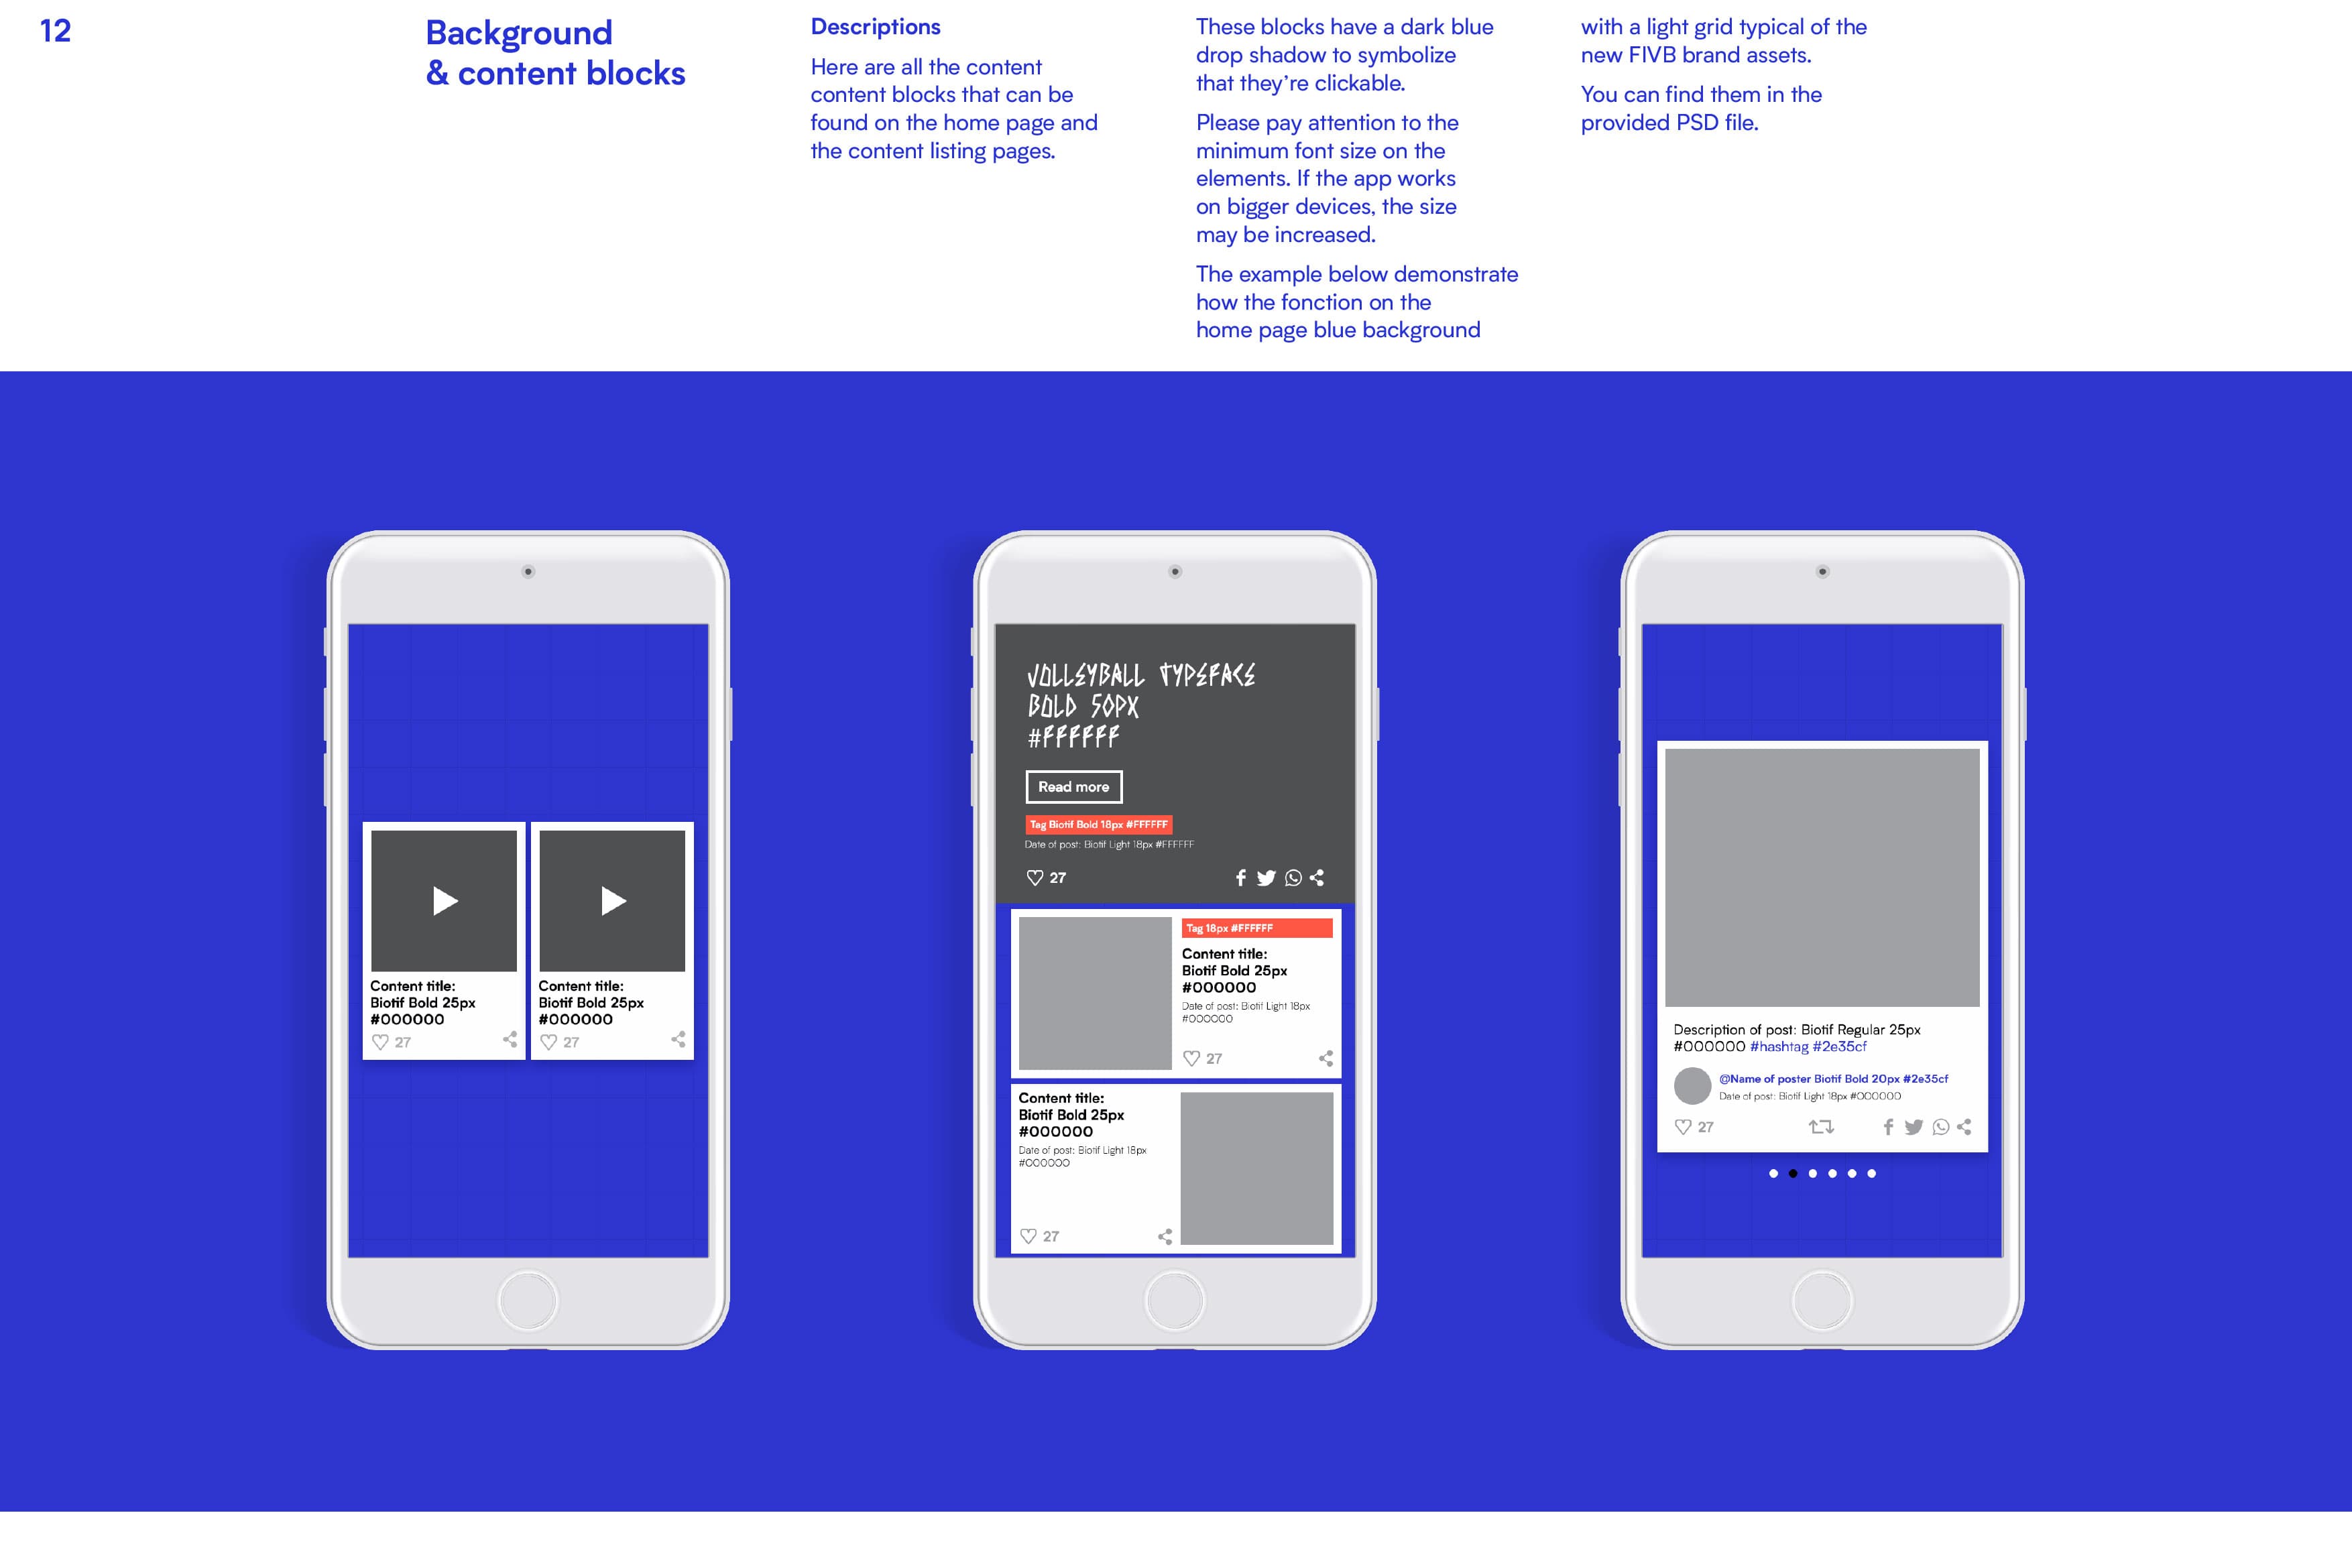 12
Background
& content blocks
Descriptions
Here are all the content
content blocks that can be
found on the home page and
the content listing pages.
These blocks have a dark blue
drop shadow to symbolize
that they're clickable.
Please pay attention to the
minimum font size on the
elements. If the app works
on bigger devices, the size
may be increased.
The example below demonstrate
how the fonction on the
home page blue background
with a light grid typical of the
new FIVB brand assets.
You can find them in the
provided PSD file.
Content title:
Biotif Bold 25px
#000000
27
Content title:
Biotif Bold 25px
#000000
27
VOLLEYBALL TYPEFACE
BOLD 50PX
#FFFFFF
Read more
Tag Biotif Bold 18px #FFFFFF
Date of post: Biotif Light 18px #FFFFFF
27
Tag 18px #FFFFFF
Content title:
Biotif Bold 25px
#000000
Date of post: Biotif Light 18px
#000000
27
Content title:
Biotif Bold 25px
#000000
Date of post: Biotif Light 18px
#000000
27
Description of post: Biotif Regular 25px
#000000 #hashtag #2e35cf
@Name of poster Biotif Bold 20px #2e35cf
Date of post: Biotif Light 18px #000000
27